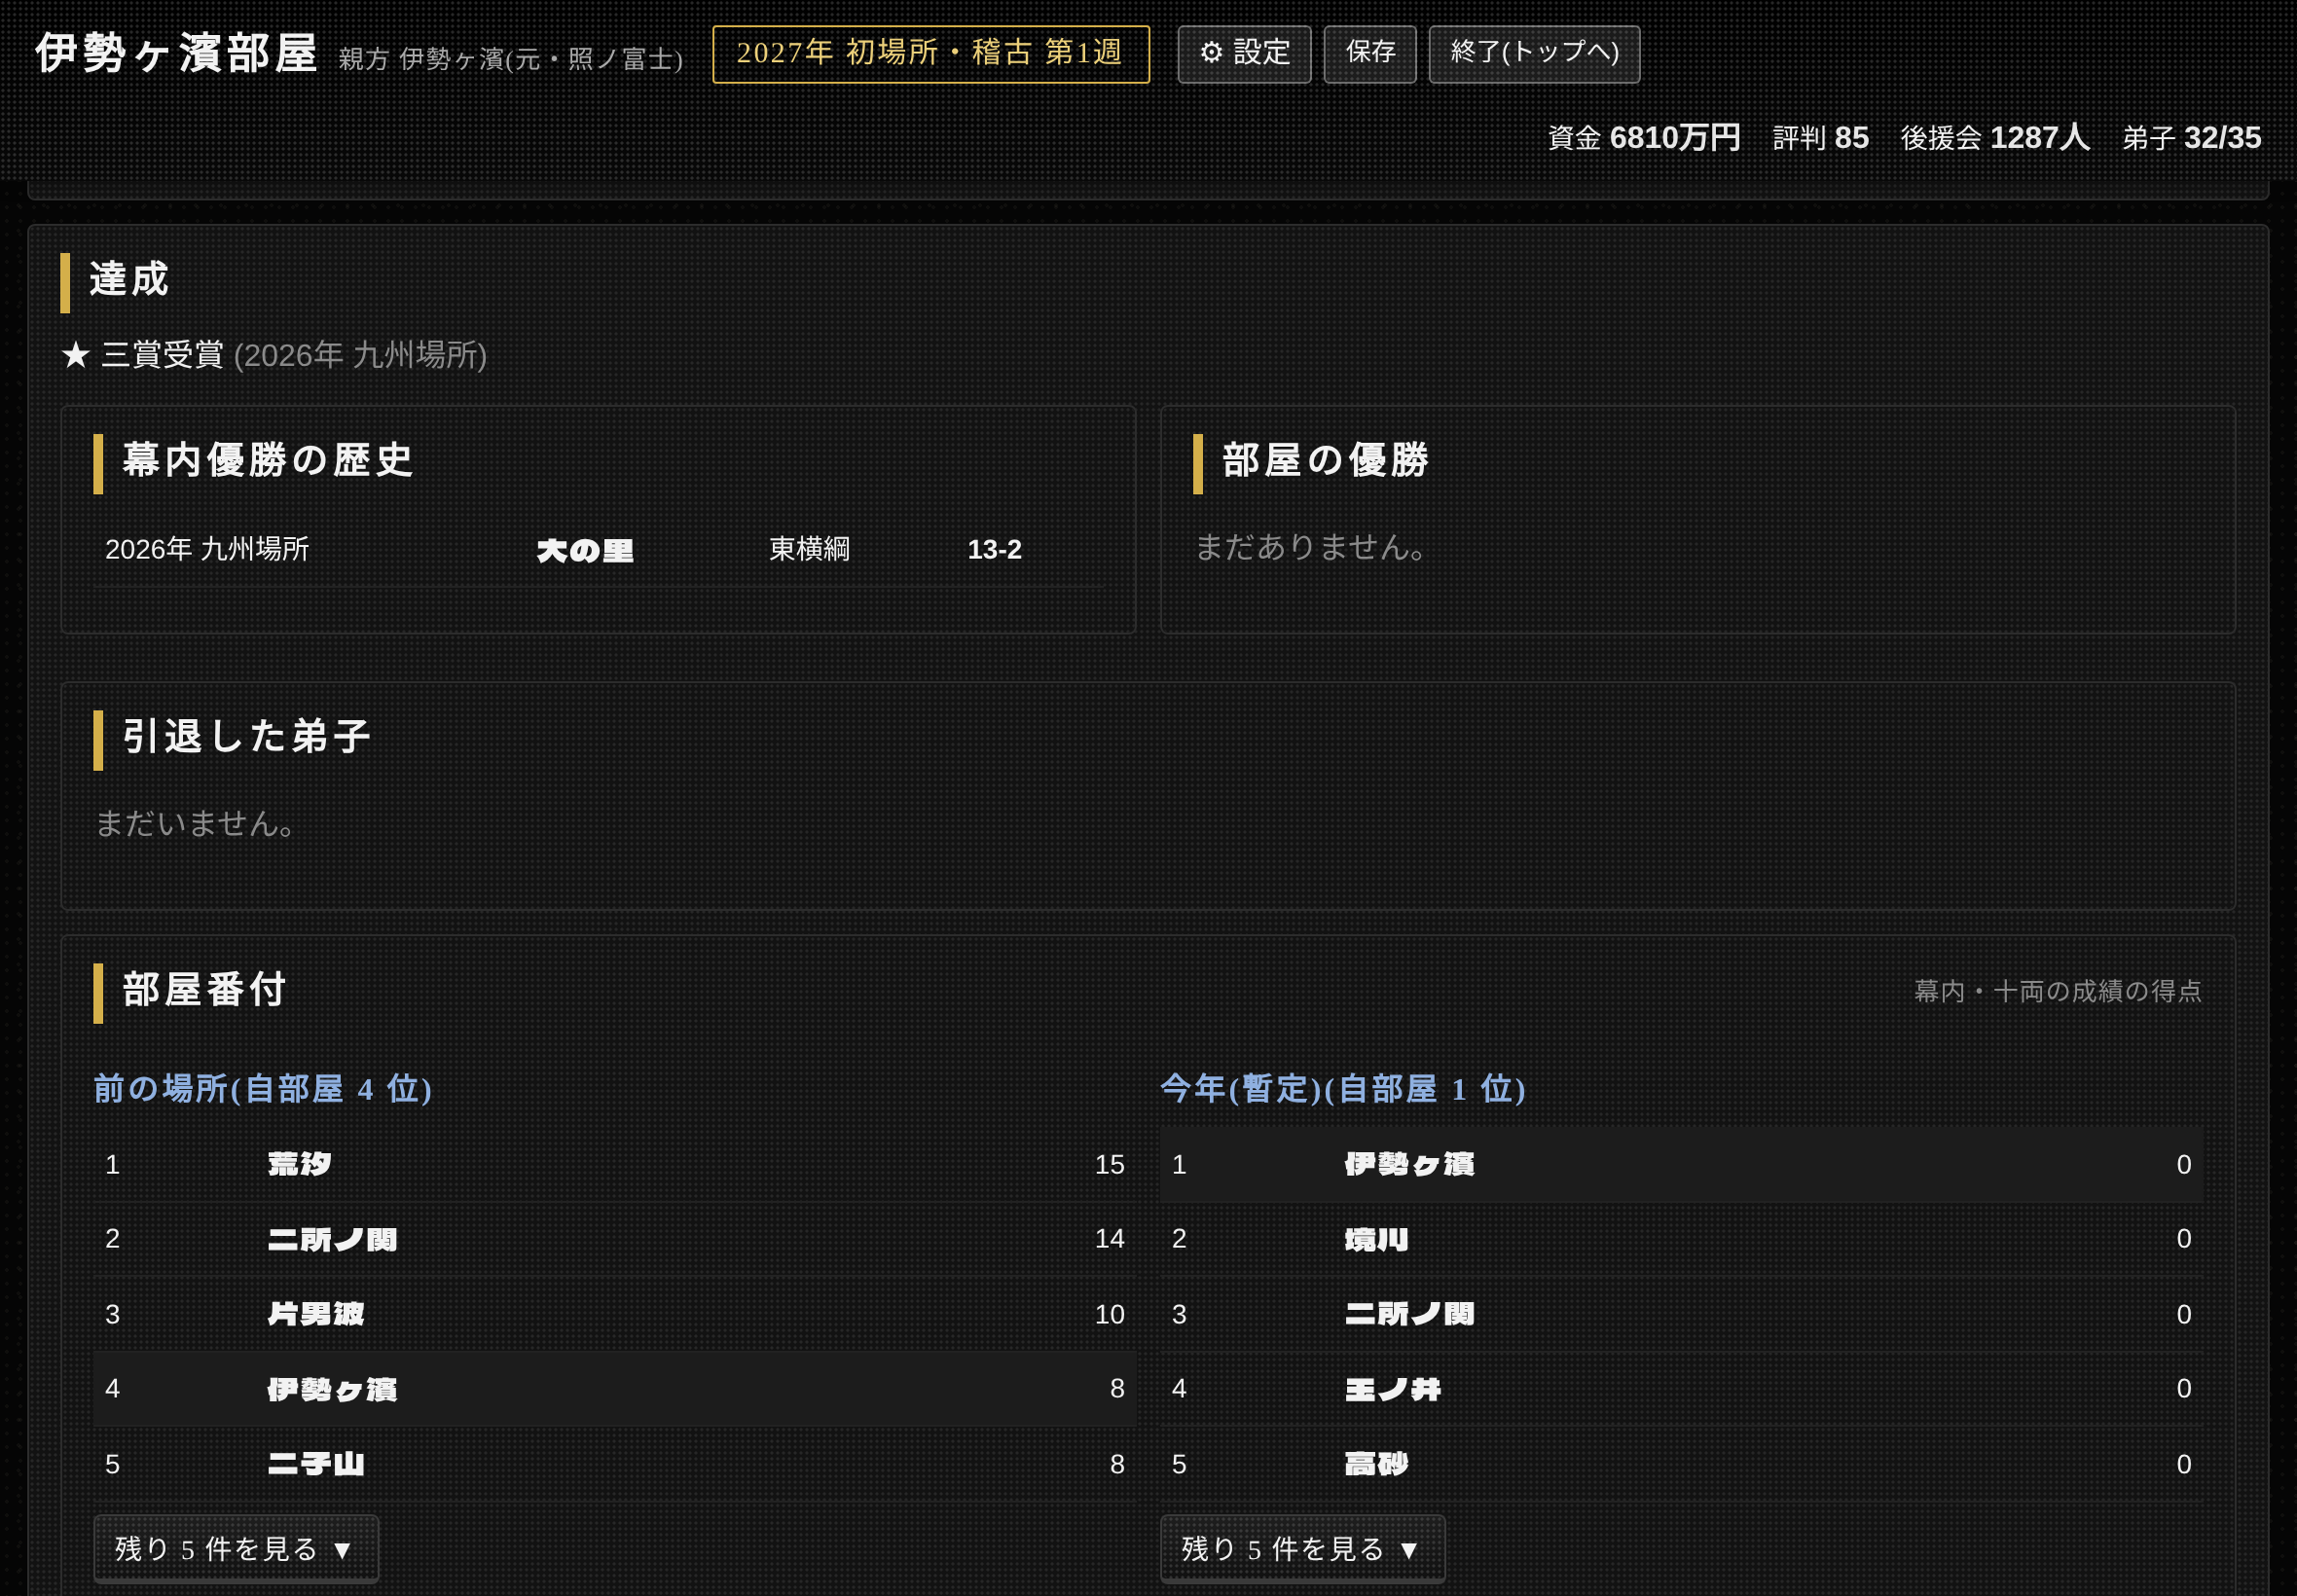 伊勢ヶ濱部屋 親方 伊勢ヶ濱(元・照ノ富士) 2027年 初場所・稽古 第1週 ⚙ 設定 保存 終了(トップへ)
資金 6810万円 評判 85 後援会 1287人 弟子 32/35
達成
★ 三賞受賞 (2026年 九州場所)
幕内優勝の歴史
2026年 九州場所 大の里 東横綱 13-2
部屋の優勝
まだありません。
引退した弟子
まだいません。
部屋番付 幕内・十両の成績の得点
前の場所(自部屋 4 位)
1 荒汐 15
2 二所ノ関 14
3 片男波 10
4 伊勢ヶ濱 8
5 二子山 8
残り 5 件を見る ▼
今年(暫定)(自部屋 1 位)
1 伊勢ヶ濱 0
2 境川 0
3 二所ノ関 0
4 玉ノ井 0
5 高砂 0
残り 5 件を見る ▼